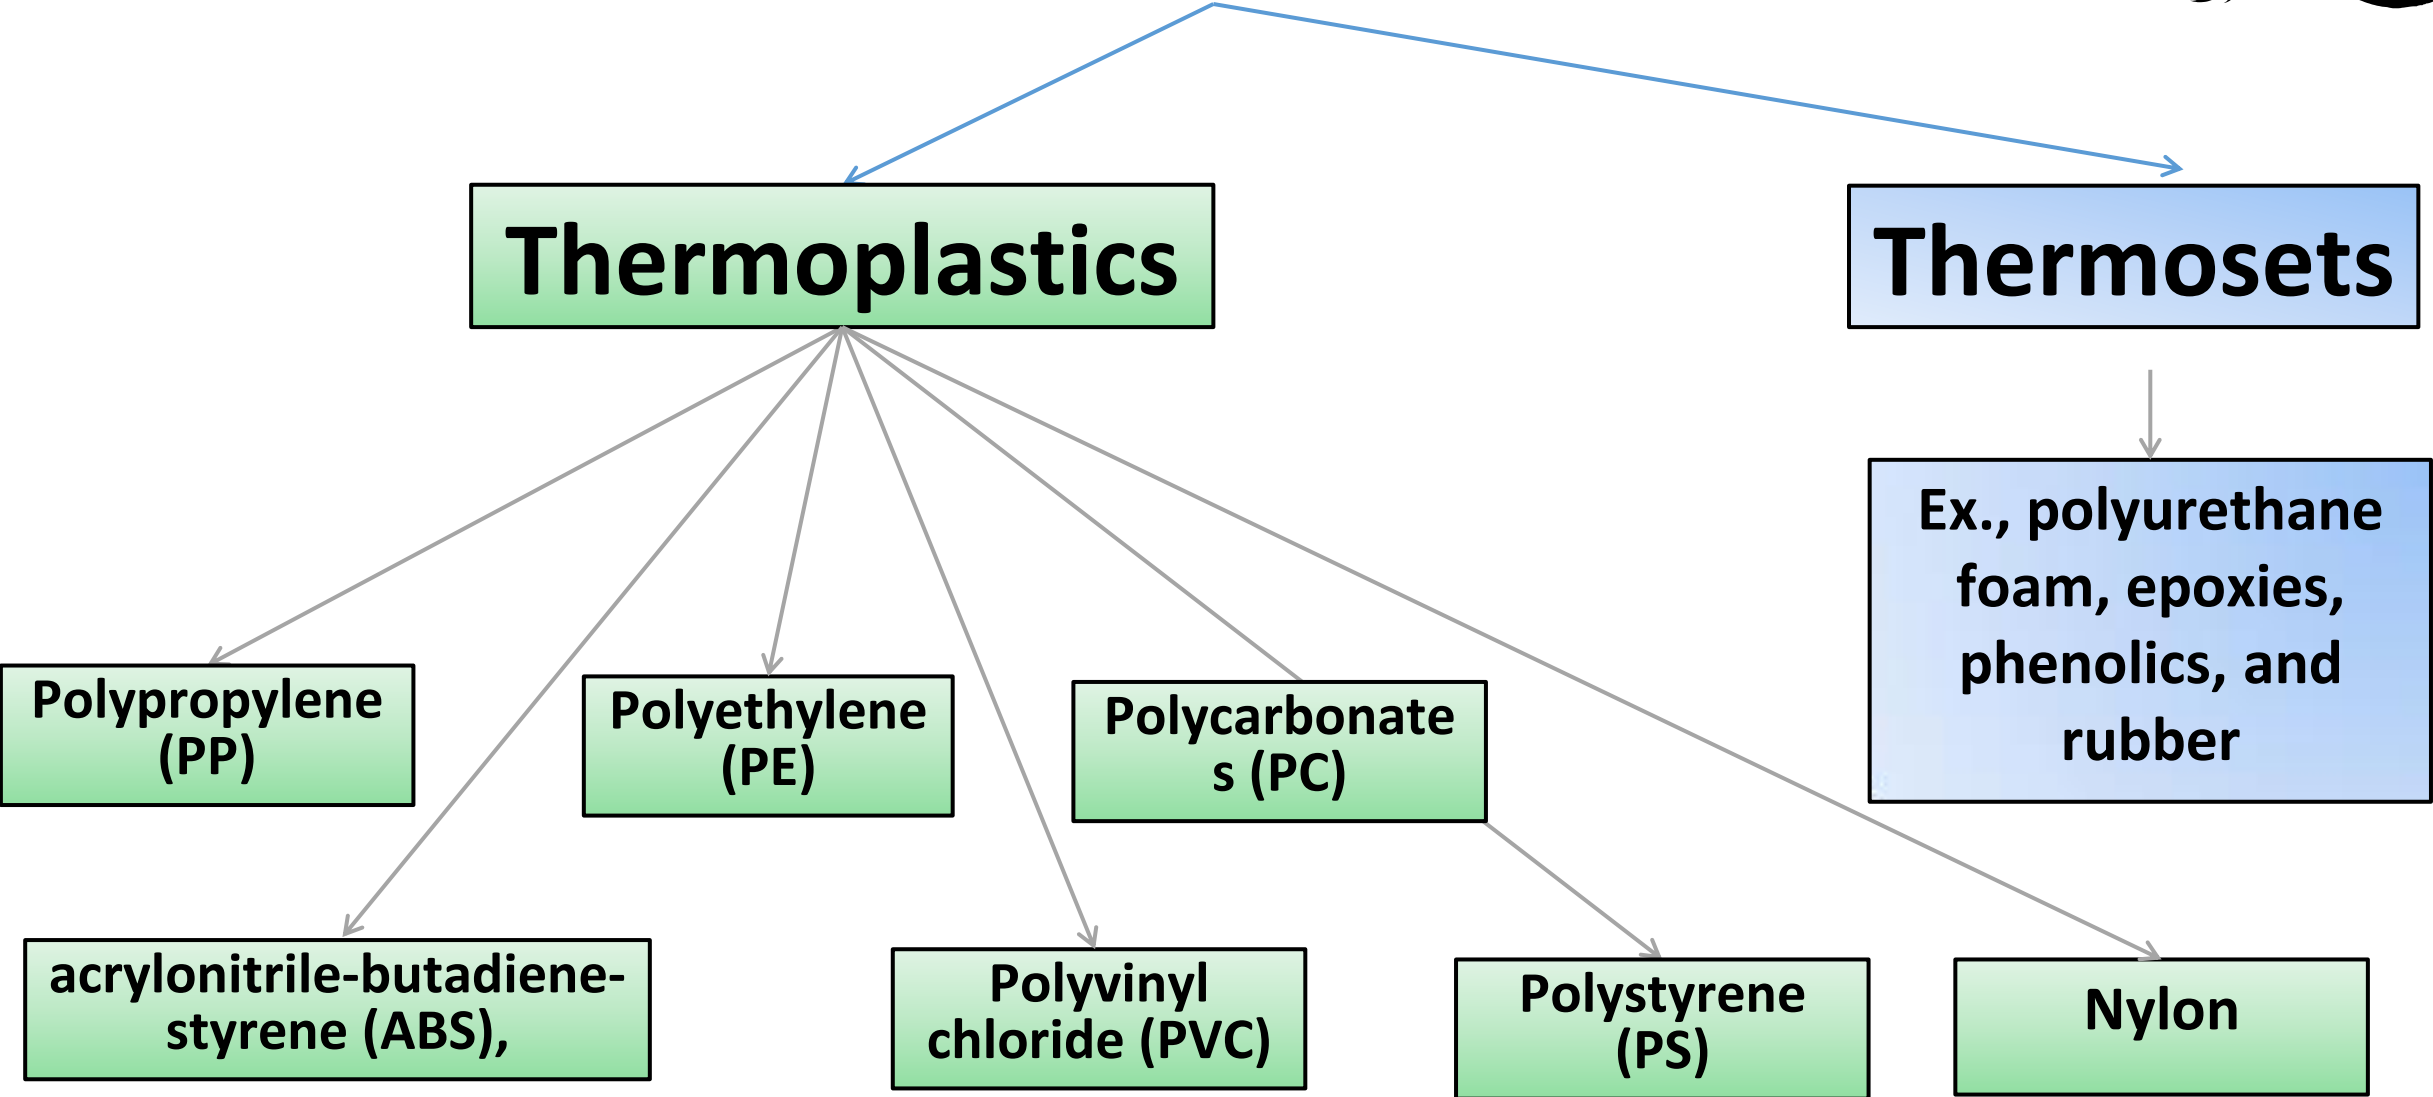 Thermoplastics
Thermosets
Ex., polyurethane
foam, epoxies,
phenolics, and
rubber
Polypropylene
(PP)
Polyethylene
(PE)
Polycarbonate
s (PC)
acrylonitrile-butadiene-
styrene (ABS),
Polyvinyl
chloride (PVC)
Polystyrene
(PS)
Nylon